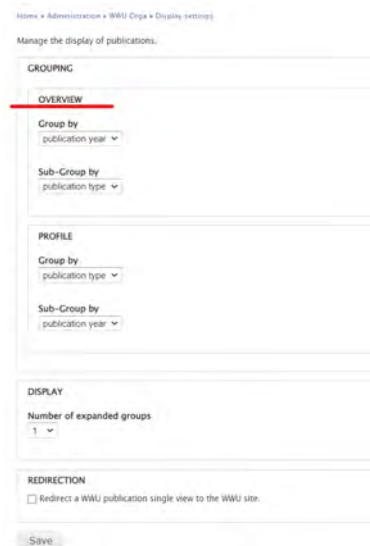 Home » Administration » WWU Orga » Display settings
Manage the display of publications.
GROUPING
OVERVIEW
Group by
publication year
Sub-Group by
publication type
PROFILE
Group by
publication type
Sub-Group by
publication year
DISPLAY
Number of expanded groups
1
REDIRECTION
Redirect a WWU publication single view to the WWU site.
Save